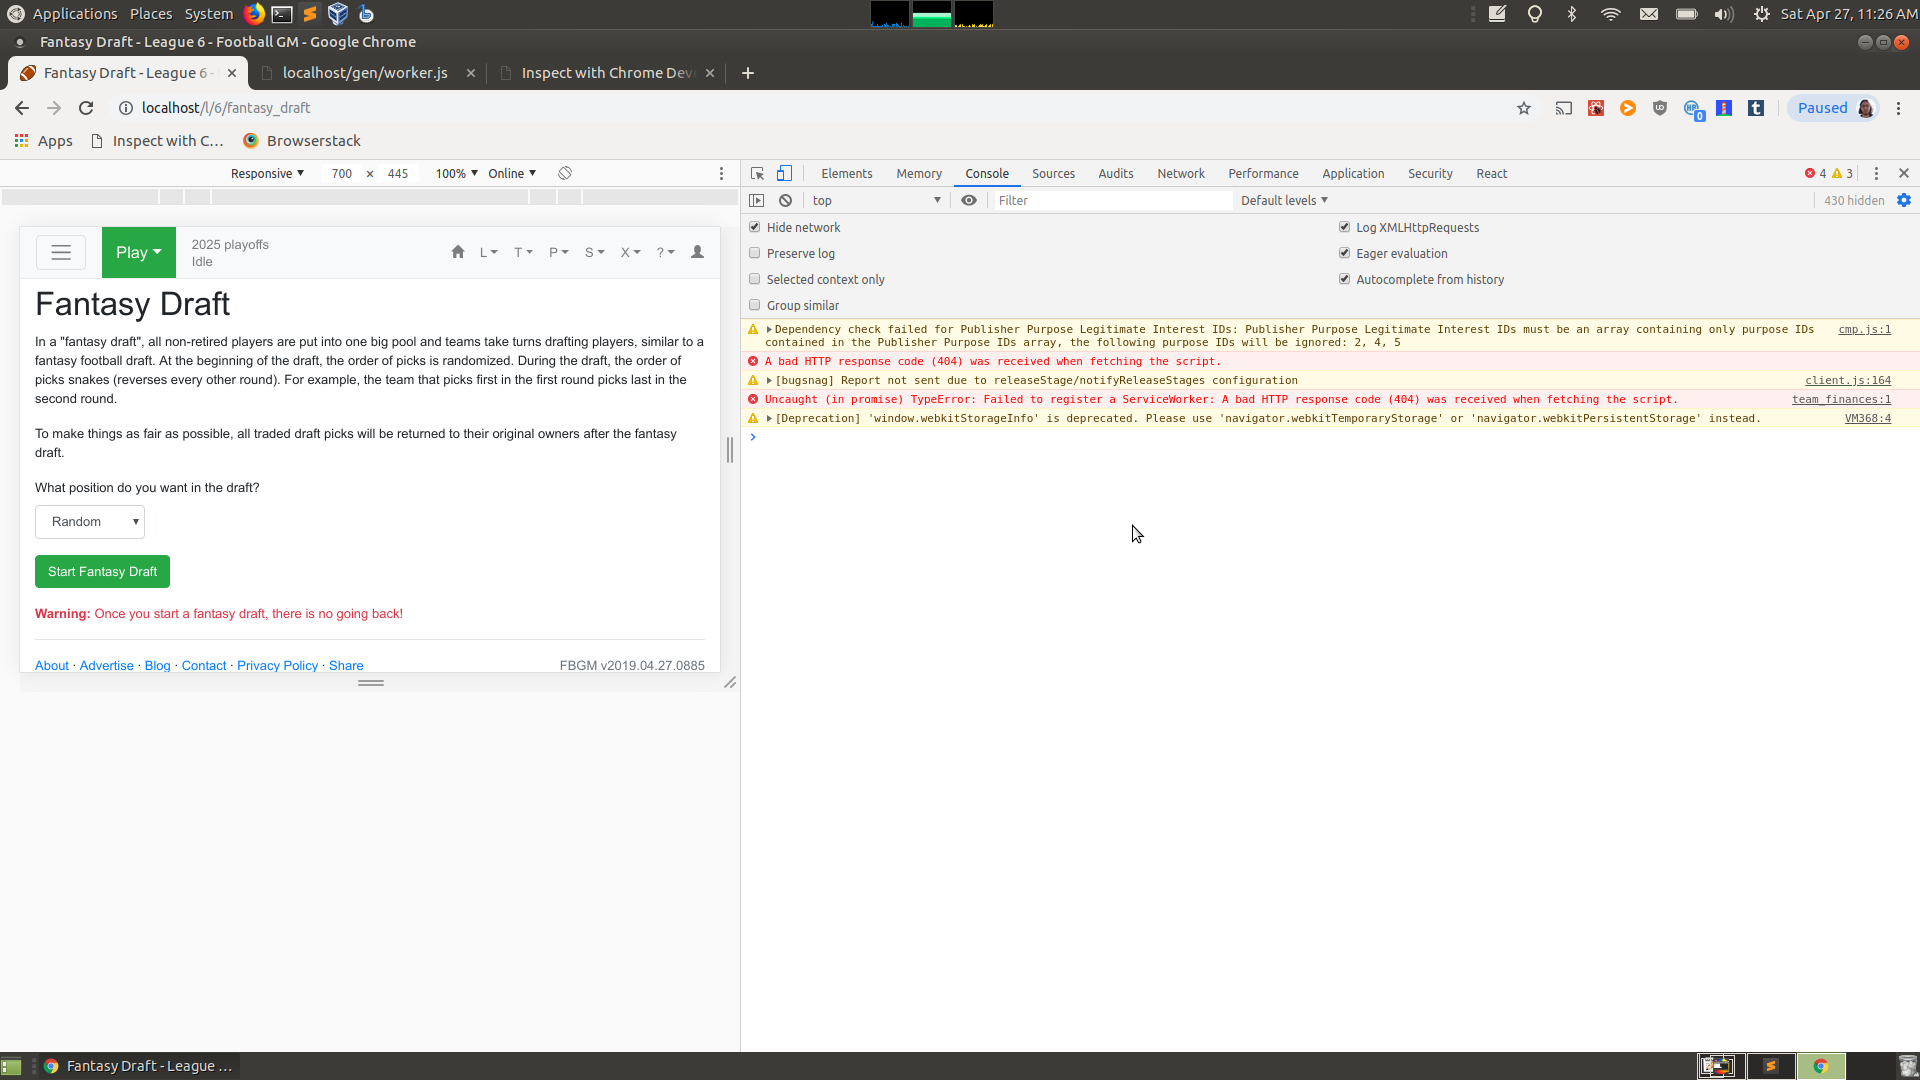 Applications Places System
Sat Apr 27, 11:26 AM
Fantasy Draft - League 6 - Football GM - Google Chrome
Fantasy Draft - League 6 -
localhost/gen/worker.js
Inspect with Chrome Dev
localhost/l/6/fantasy_draft
0
Paused
Apps
Inspect with C...
Browserstack
Responsive 700 × 445 100% Online
Elements Memory Console Sources Audits Network Performance Application Security React
4 3
top
Filter
Default levels
430 hidden
Hide network
Log XMLHttpRequests
Preserve log
Eager evaluation
Selected context only
Autocomplete from history
Group similar
Dependency check failed for Publisher Purpose Legitimate Interest IDs: Publisher Purpose Legitimate Interest IDs must be an array containing only purpose IDs cmp.js:1
contained in the Publisher Purpose IDs array, the following purpose IDs will be ignored: 2, 4, 5
A bad HTTP response code (404) was received when fetching the script.
[bugsnag] Report not sent due to releaseStage/notifyReleaseStages configuration client.js:164
Uncaught (in promise) TypeError: Failed to register a ServiceWorker: A bad HTTP response code (404) was received when fetching the script. team_finances:1
[Deprecation] 'window.webkitStorageInfo' is deprecated. Please use 'navigator.webkitTemporaryStorage' or 'navigator.webkitPersistentStorage' instead. VM368:4
Play
2025 playoffs
Idle
L T P S X ?
Fantasy Draft
In a "fantasy draft", all non-retired players are put into one big pool and teams take turns drafting players, similar to a
fantasy football draft. At the beginning of the draft, the order of picks is randomized. During the draft, the order of
picks snakes (reverses every other round). For example, the team that picks first in the first round picks last in the
second round.
To make things as fair as possible, all traded draft picks will be returned to their original owners after the fantasy
draft.
What position do you want in the draft?
Random
Start Fantasy Draft
Warning: Once you start a fantasy draft, there is no going back!
About · Advertise · Blog · Contact · Privacy Policy · Share
FBGM v2019.04.27.0885
Fantasy Draft - League ...